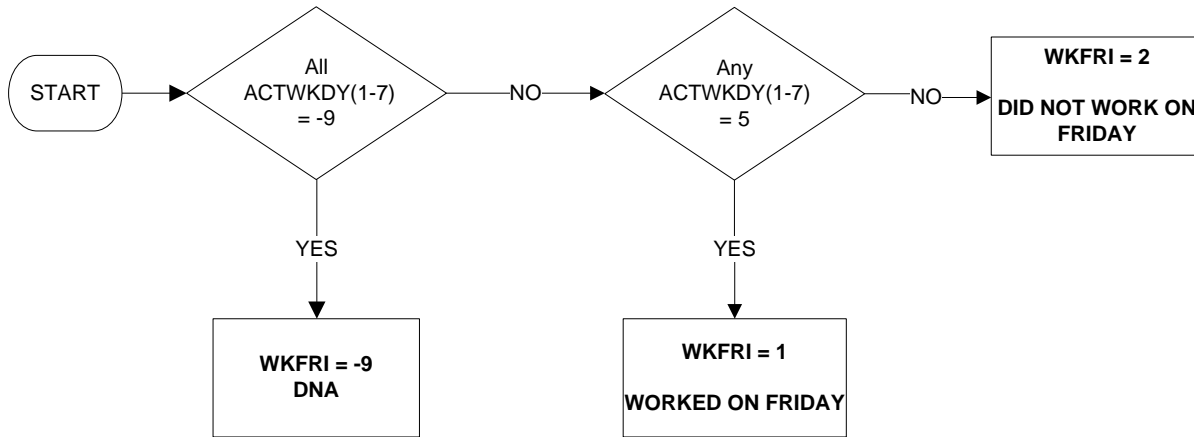 START
All
ACTWKDY(1-7)
= -9
NO
Any
ACTWKDY(1-7)
= 5
NO
WKFRI = 2
DID NOT WORK ON
FRIDAY
YES
YES
WKFRI = -9
DNA
WKFRI = 1
WORKED ON FRIDAY